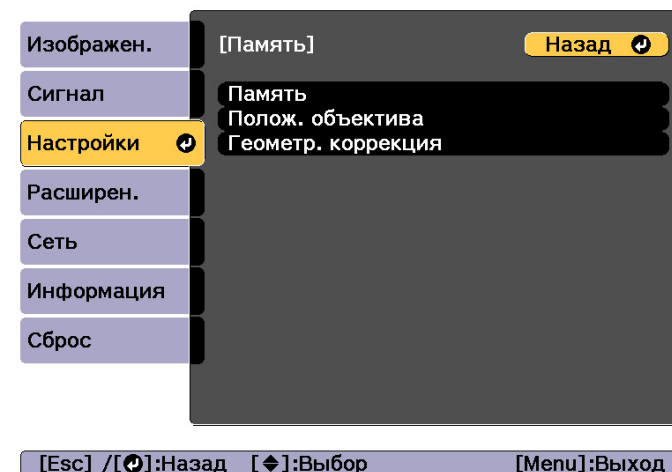 Изображен.
Сигнал
Настройки
Расширен.
Сеть
Информация
Сброс
[Память]
Назад
Память
Полож. объектива
Геометр. коррекция
[Esc] /[⏎]:Назад [◆]:Выбор [Menu]:Выход